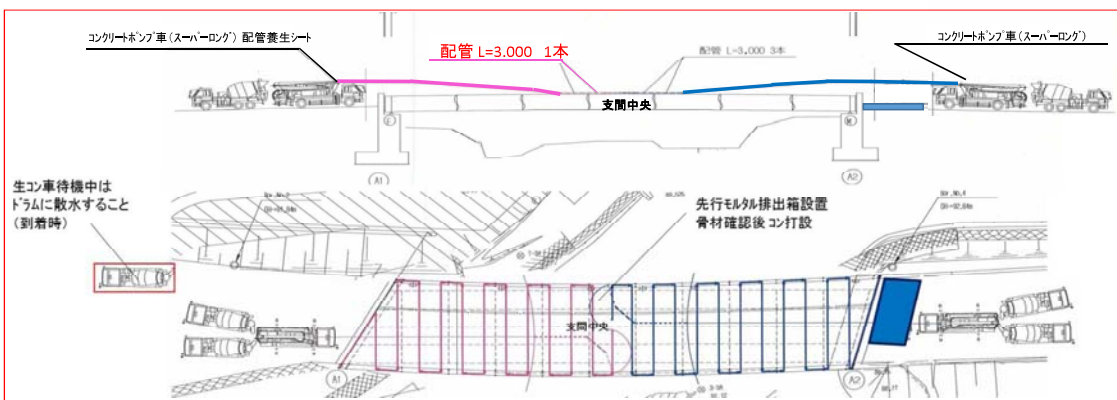 コンクリートポンプ車(スーパーロング) 配管養生シート
配管 L=3.000 1本
配管 L=3.000 3本
コンクリートポンプ車(スーパーロング)
支間中央
F
M
A1
A2
生コン車待機中は
ドラムに散水すること
(到着時)
先行モルタル排出箱設置
骨材確認後 コン打設
支間中央
A1
A2